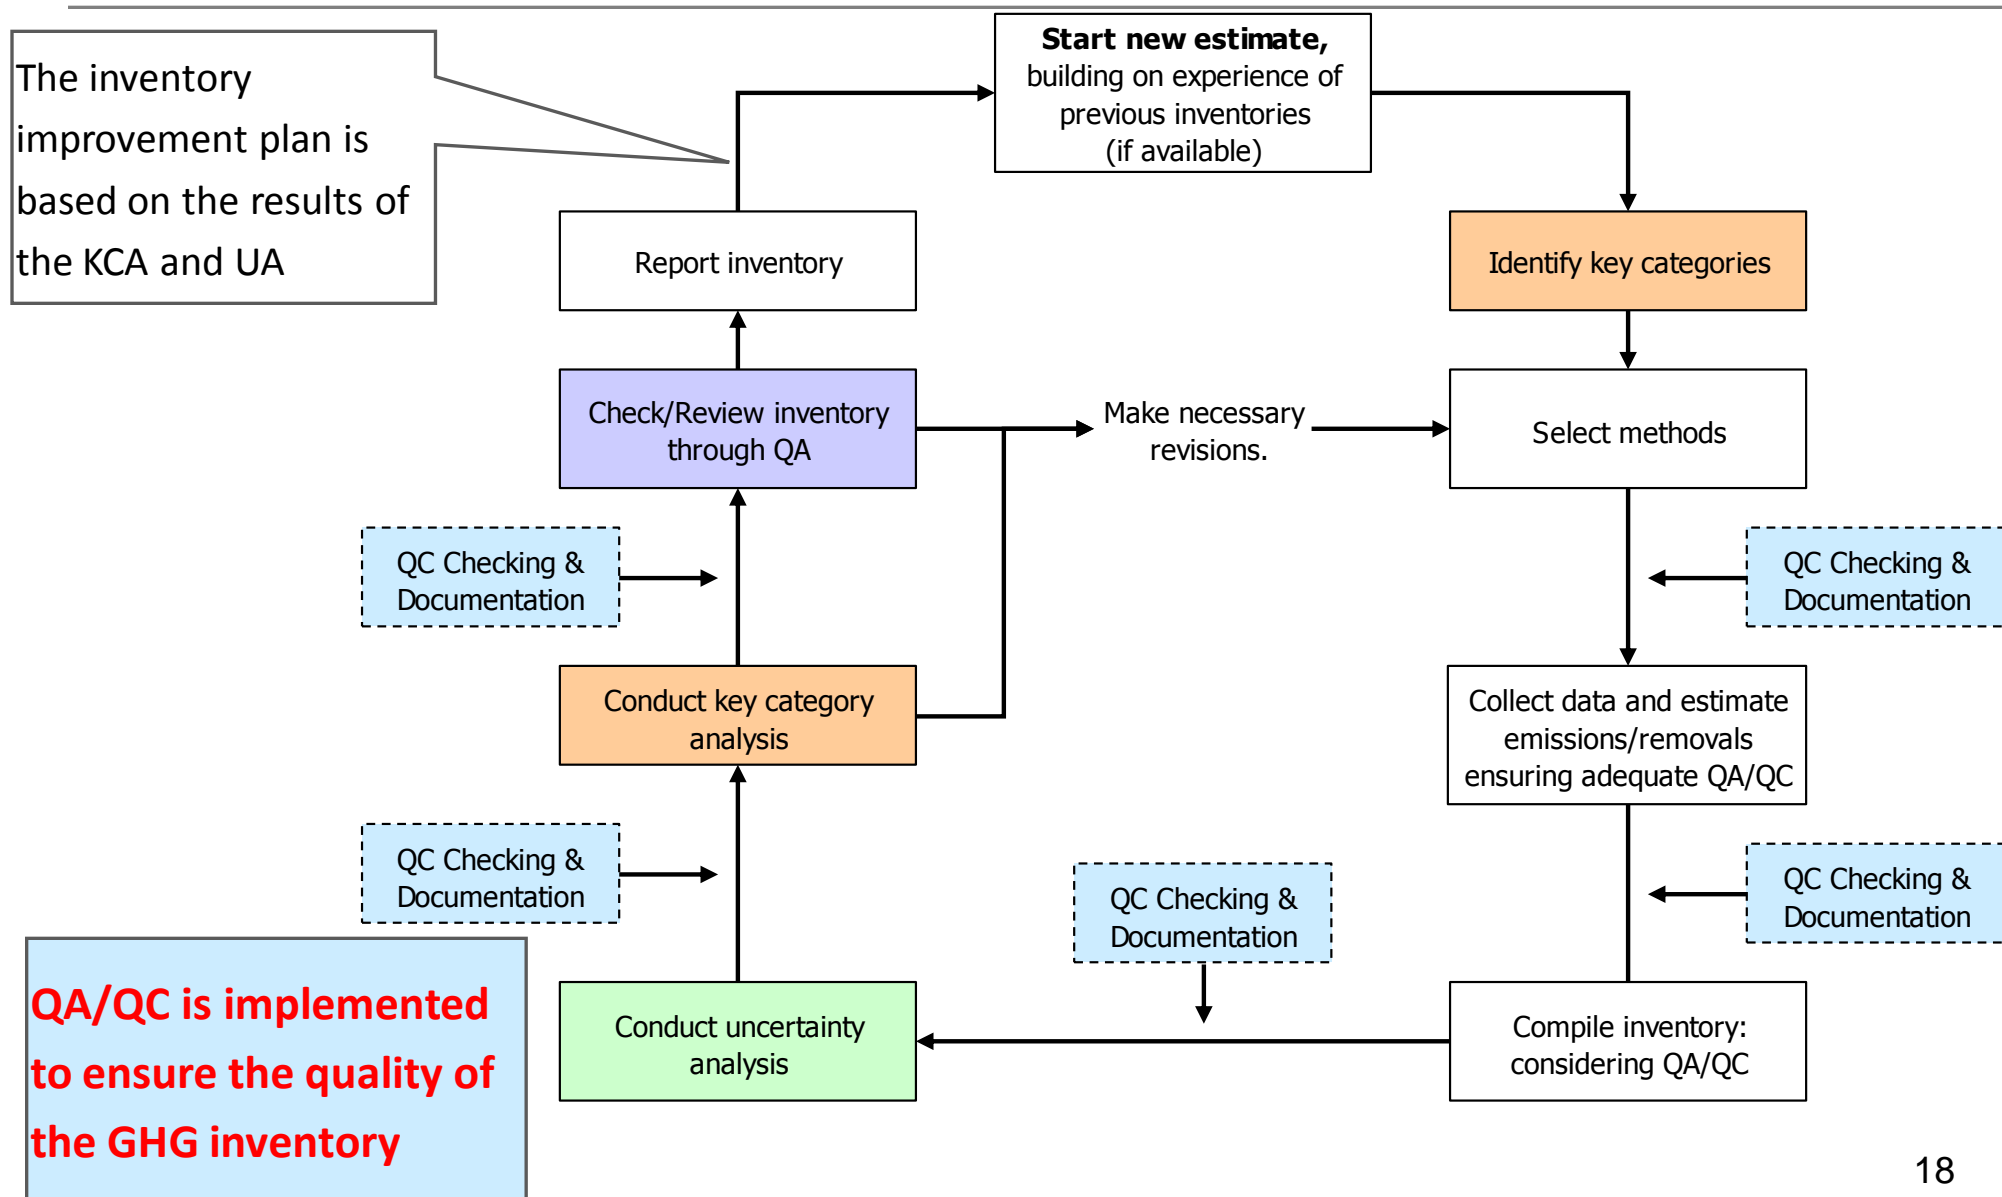 The inventory
improvement plan is
based on the results of
the KCA and UA
Start new estimate,
building on experience of
previous inventories
(if available)
Report inventory
Identify key categories
Check/Review inventory
through QA
Make necessary
revisions.
Select methods
QC Checking &
Documentation
QC Checking &
Documentation
Conduct key category
analysis
Collect data and estimate
emissions/removals
ensuring adequate QA/QC
QC Checking &
Documentation
QC Checking &
Documentation
QC Checking &
Documentation
QA/QC is implemented
to ensure the quality of
the GHG inventory
Conduct uncertainty
analysis
Compile inventory:
considering QA/QC
18